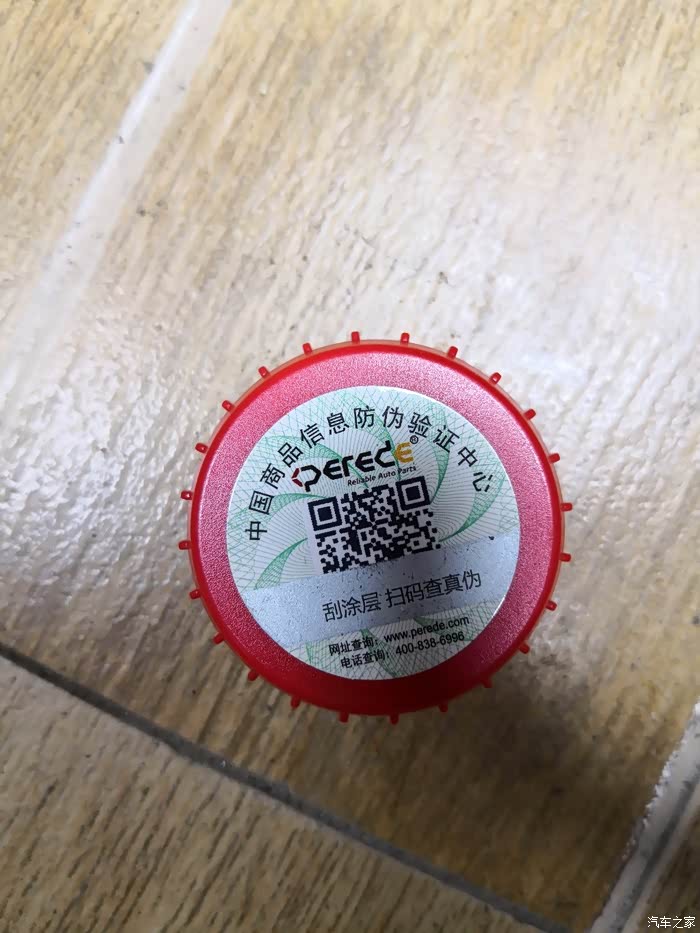 中国商品信息防伪验证中心
PEREDE®
Reliable Auto Parts
刮涂层 扫码查真伪
网址查询：www.perede.com
电话查询：400-838-6996
汽车之家